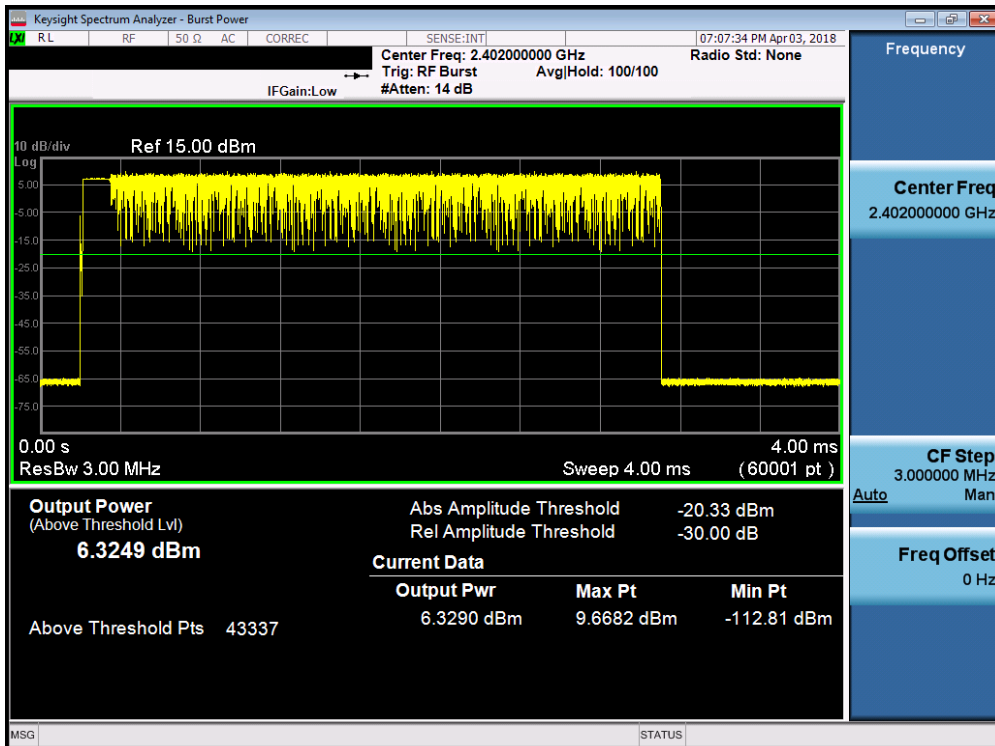 Keysight Spectrum Analyzer - Burst Power
LXI RL RF 50 Ω AC CORREC SENSE:INT 07:07:34 PM Apr 03, 2018
Center Freq: 2.402000000 GHz Radio Std: None
Trig: RF Burst Avg|Hold: 100/100
IFGain:Low #Atten: 14 dB
10 dB/div Ref 15.00 dBm
Log
5.00
-5.00
-15.0
-25.0
-35.0
-45.0
-55.0
-65.0
-75.0
0.00 s 4.00 ms
ResBw 3.00 MHz Sweep 4.00 ms (60001 pt)
Output Power
(Above Threshold Lvl)
6.3249 dBm
Above Threshold Pts 43337
Abs Amplitude Threshold -20.33 dBm
Rel Amplitude Threshold -30.00 dB
Current Data
Output Pwr Max Pt Min Pt
6.3290 dBm 9.6682 dBm -112.81 dBm
Frequency
Center Freq
2.402000000 GHz
CF Step
3.000000 MHz
Auto Man
Freq Offset
0 Hz
MSG STATUS